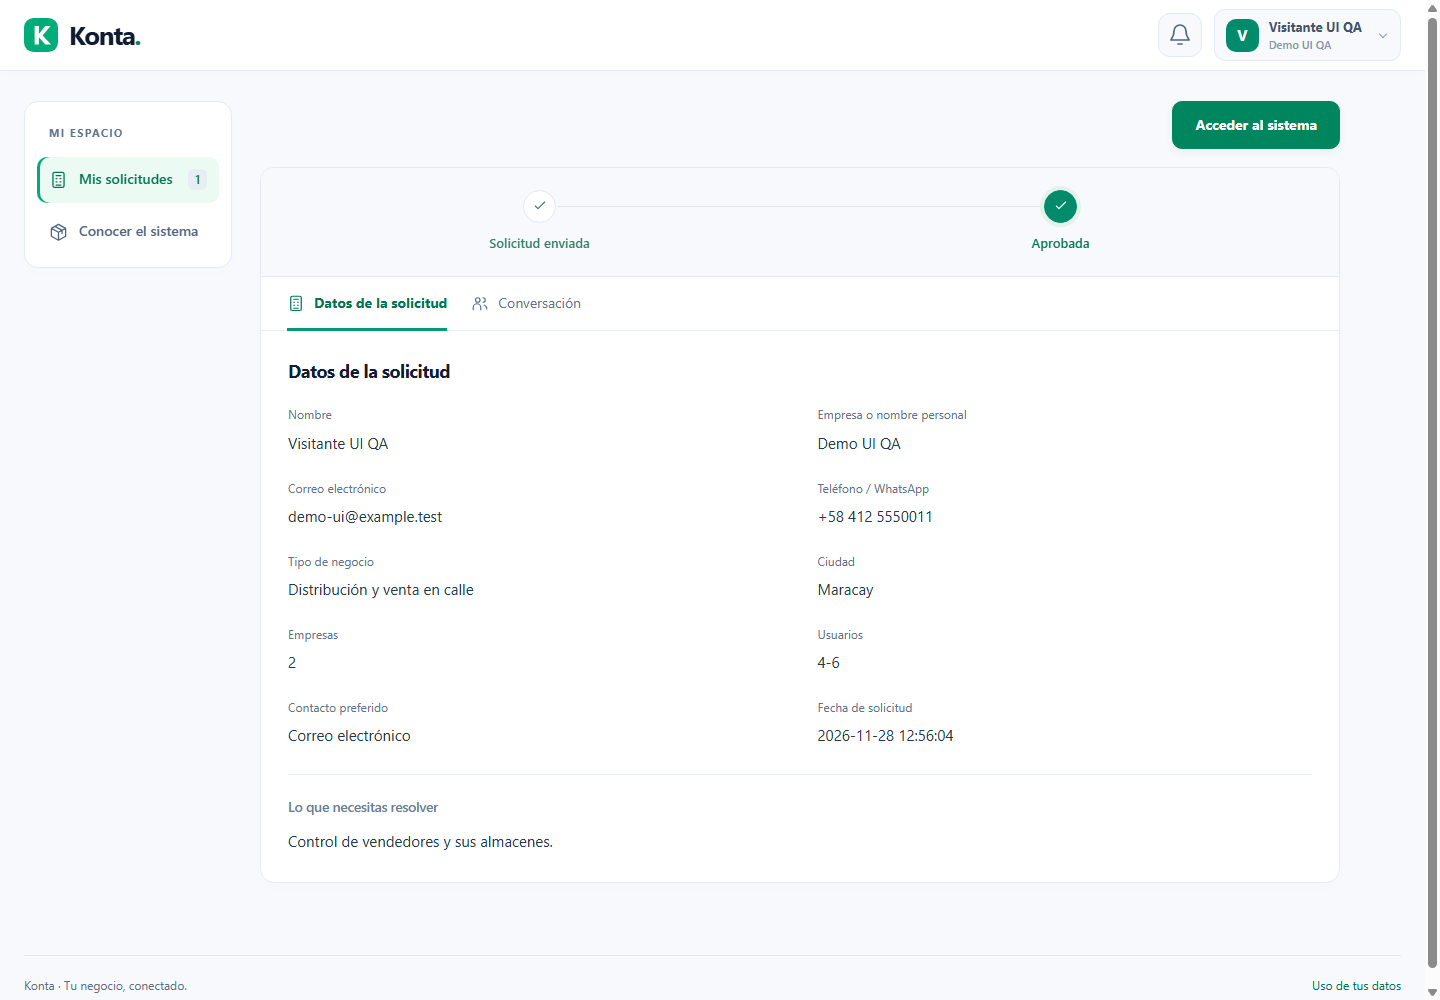 K Konta.
V Visitante UI QA
Demo UI QA
MI ESPACIO
Mis solicitudes 1
Conocer el sistema
Acceder al sistema
Solicitud enviada
Aprobada
Datos de la solicitud
Conversación
Datos de la solicitud
Nombre
Visitante UI QA
Empresa o nombre personal
Demo UI QA
Correo electrónico
demo-ui@example.test
Teléfono / WhatsApp
+58 412 5550011
Tipo de negocio
Distribución y venta en calle
Ciudad
Maracay
Empresas
2
Usuarios
4-6
Contacto preferido
Correo electrónico
Fecha de solicitud
2026-11-28 12:56:04
Lo que necesitas resolver
Control de vendedores y sus almacenes.
Konta · Tu negocio, conectado.
Uso de tus datos